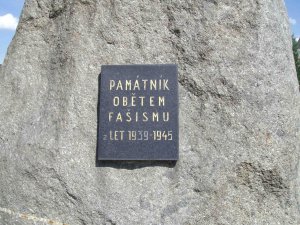 PAMÁTNÍK
OBĚTEM
FAŠISMU
z LET 1939-1945